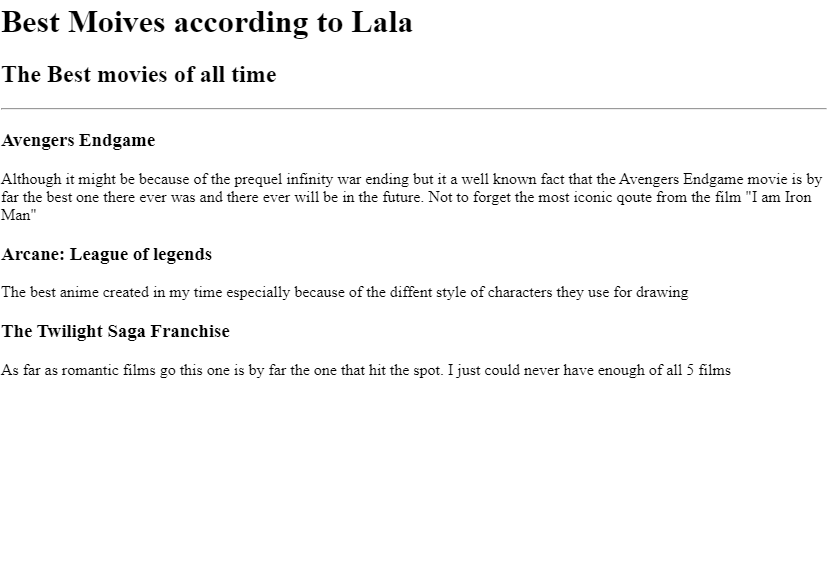 Best Moives according to Lala
The Best movies of all time
Avengers Endgame
Although it might be because of the prequel infinity war ending but it a well known fact that the Avengers Endgame movie is by
far the best one there ever was and there ever will be in the future. Not to forget the most iconic qoute from the film "I am Iron
Man"
Arcane: League of legends
The best anime created in my time especially because of the diffent style of characters they use for drawing
The Twilight Saga Franchise
As far as romantic films go this one is by far the one that hit the spot. I just could never have enough of all 5 films